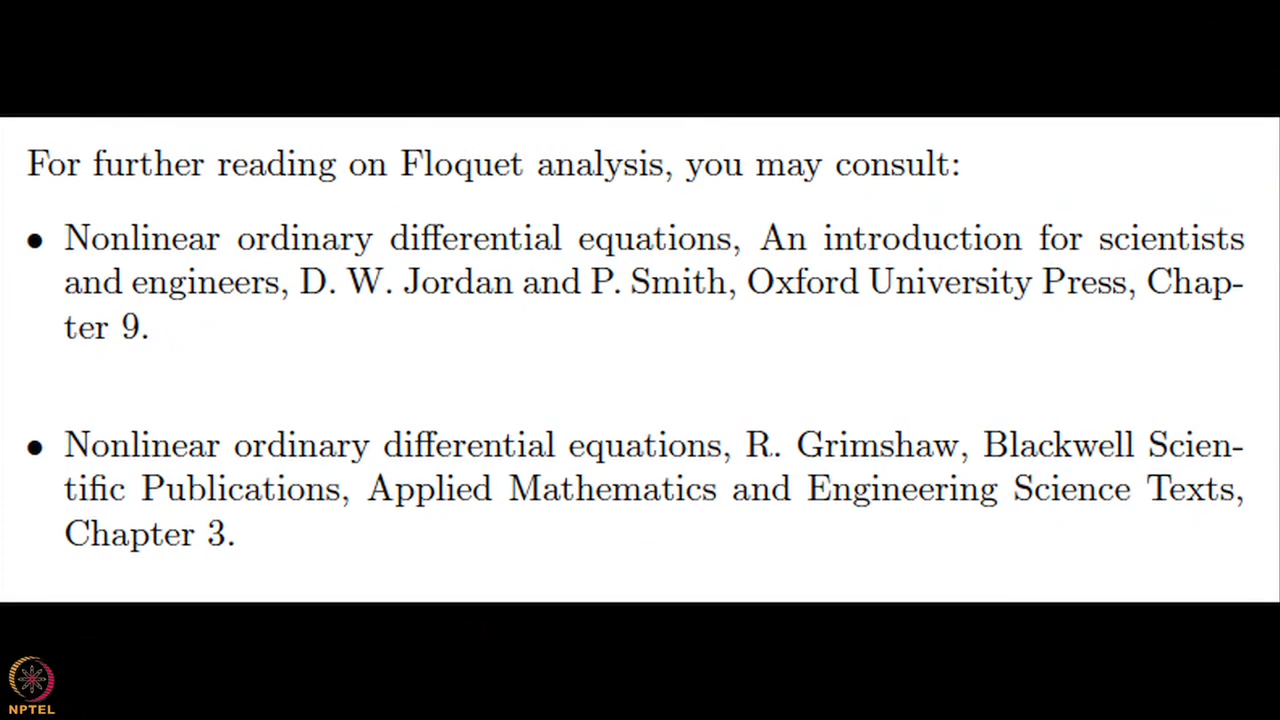 For further reading on Floquet analysis, you may consult:
● Nonlinear ordinary differential equations, An introduction for scientists
and engineers, D. W. Jordan and P. Smith, Oxford University Press, Chap-
ter 9.
● Nonlinear ordinary differential equations, R. Grimshaw, Blackwell Scien-
tific Publications, Applied Mathematics and Engineering Science Texts,
Chapter 3.
NPTEL